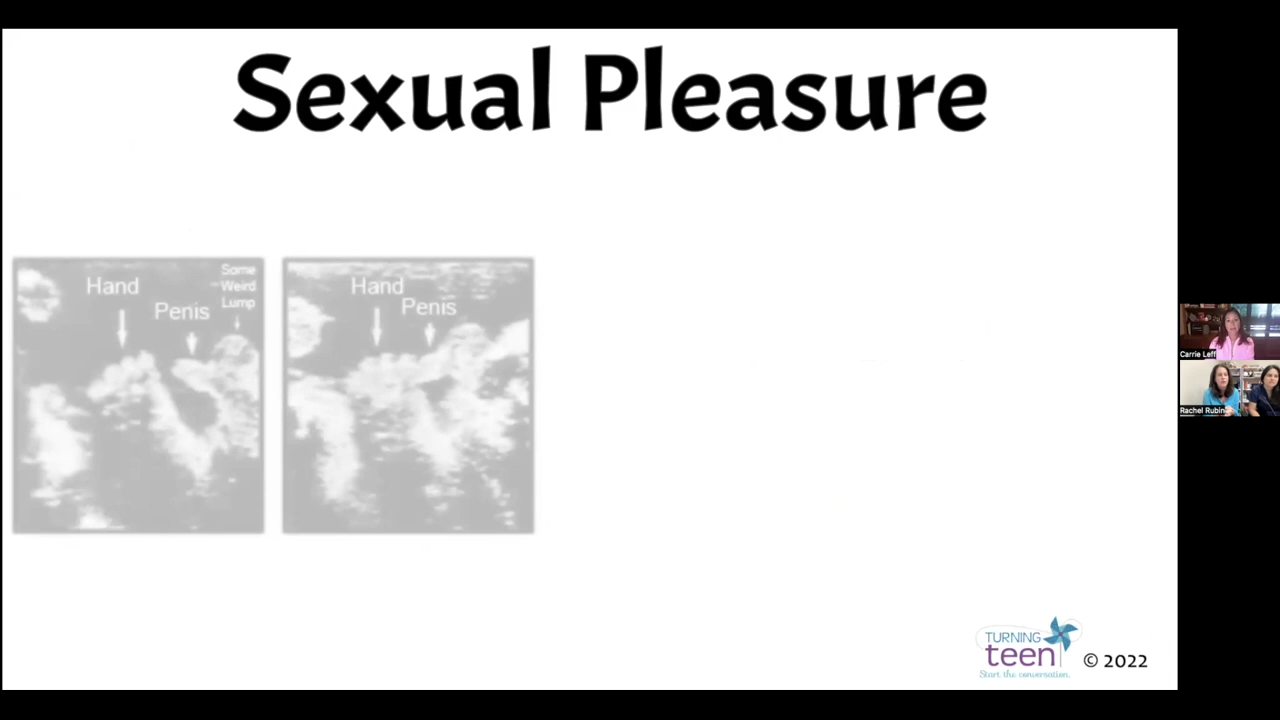 Sexual Pleasure
Hand
Penis
Some
Weird
Lump
Hand
Penis
Carrie Leff
Rachel Rubin
TURNING
teen
Start the conversation.
© 2022